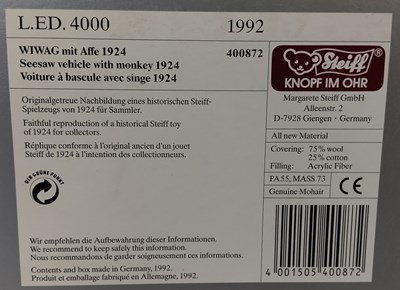 L.ED. 4000 1992
WIWAG mit Affe 1924 400872
Seesaw vehicle with monkey 1924
Voiture à bascule avec singe 1924
Steiff
KNOPF IM OHR
Margarete Steiff GmbH
Alleenstr. 2
D-7928 Giengen · Germany
Originalgetreue Nachbildung eines historischen Steiff-
Spielzeugs von 1924 für Sammler.
Faithful reproduction of a historical Steiff toy
of 1924 for collectors.
Réplique conforme à l'original ancien d'un jouet
Steiff de 1924 à l'intention des collectionneurs.
All new Material
Covering: 75% wool
25% cotton
Filling: Acrylic Fiber
PA55, MASS 73
Genuine Mohair
CE
DER GRÜNE PUNKT
Wir empfehlen die Aufbewahrung dieser Informationen.
We recommend to keep safely this information.
Nous recommandons de garder soigneusement ces informations.
Contents and box made in Germany, 1992.
Produit et emballage fabriqué en Allemagne, 1992.
4 001505 400872